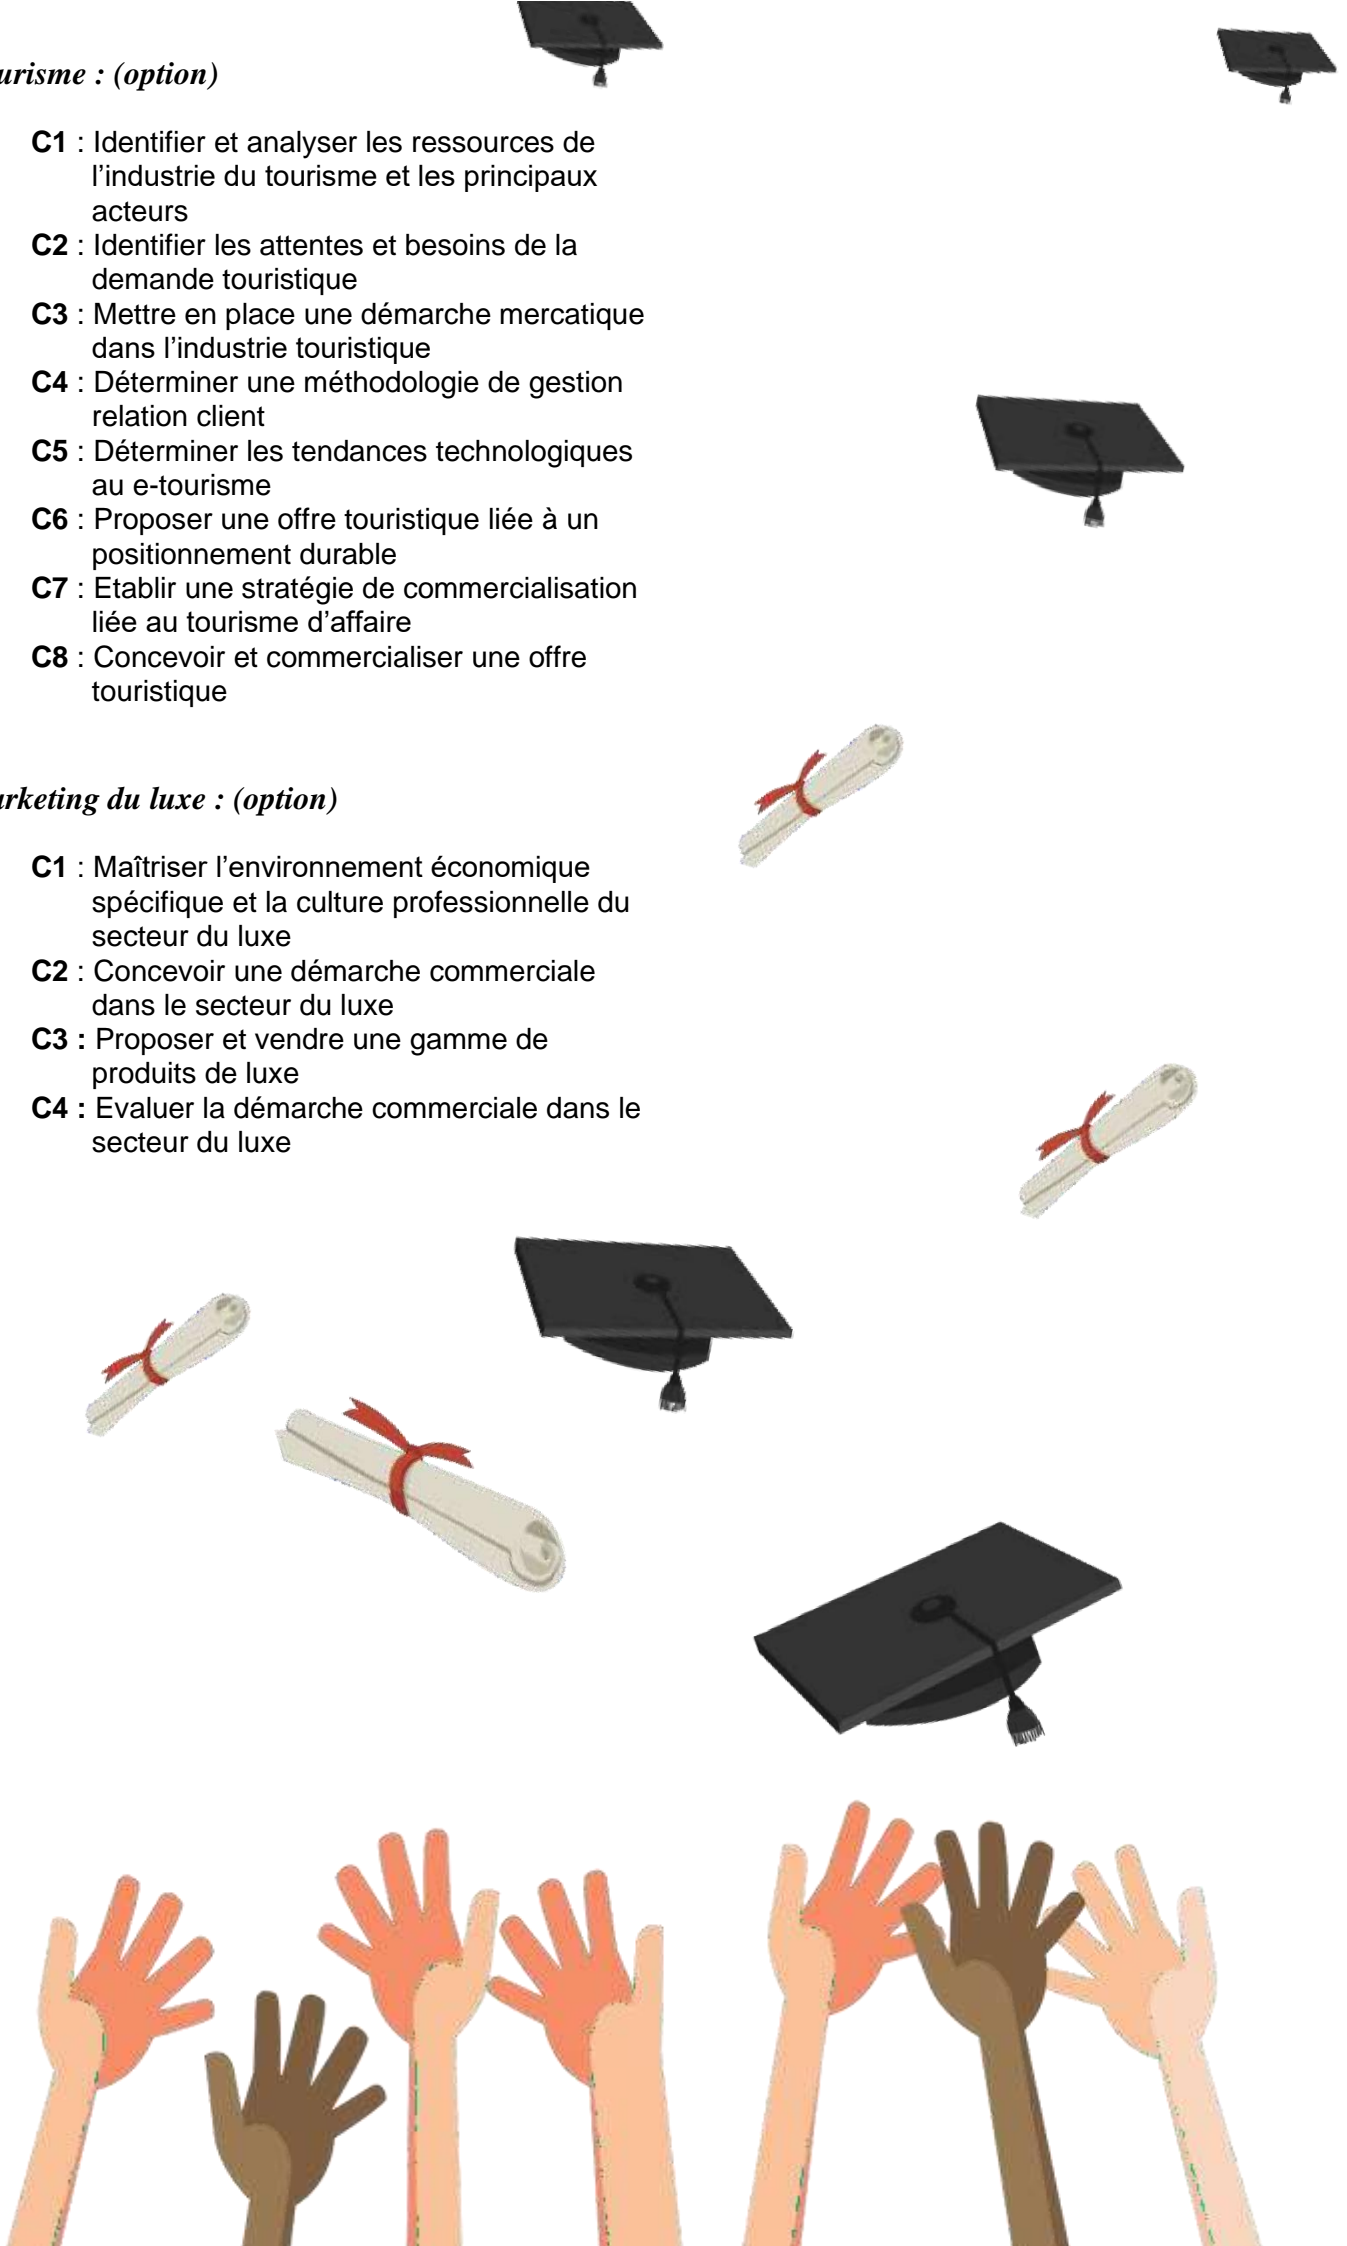 urisme : (option)
C1 : Identifier et analyser les ressources de
l’industrie du tourisme et les principaux
acteurs
C2 : Identifier les attentes et besoins de la
demande touristique
C3 : Mettre en place une démarche mercatique
dans l’industrie touristique
C4 : Déterminer une méthodologie de gestion
relation client
C5 : Déterminer les tendances technologiques
au e-tourisme
C6 : Proposer une offre touristique liée à un
positionnement durable
C7 : Etablir une stratégie de commercialisation
liée au tourisme d’affaire
C8 : Concevoir et commercialiser une offre
touristique
rketing du luxe : (option)
C1 : Maîtriser l’environnement économique
spécifique et la culture professionnelle du
secteur du luxe
C2 : Concevoir une démarche commerciale
dans le secteur du luxe
C3 : Proposer et vendre une gamme de
produits de luxe
C4 : Evaluer la démarche commerciale dans le
secteur du luxe